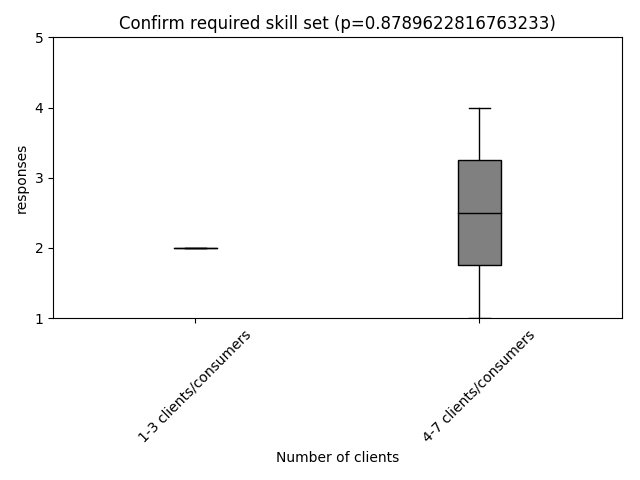 Confirm required skill set (p=0.8789622816763233)
5
4
3
2
1
responses
1-3 clients/consumers
4-7 clients/consumers
Number of clients